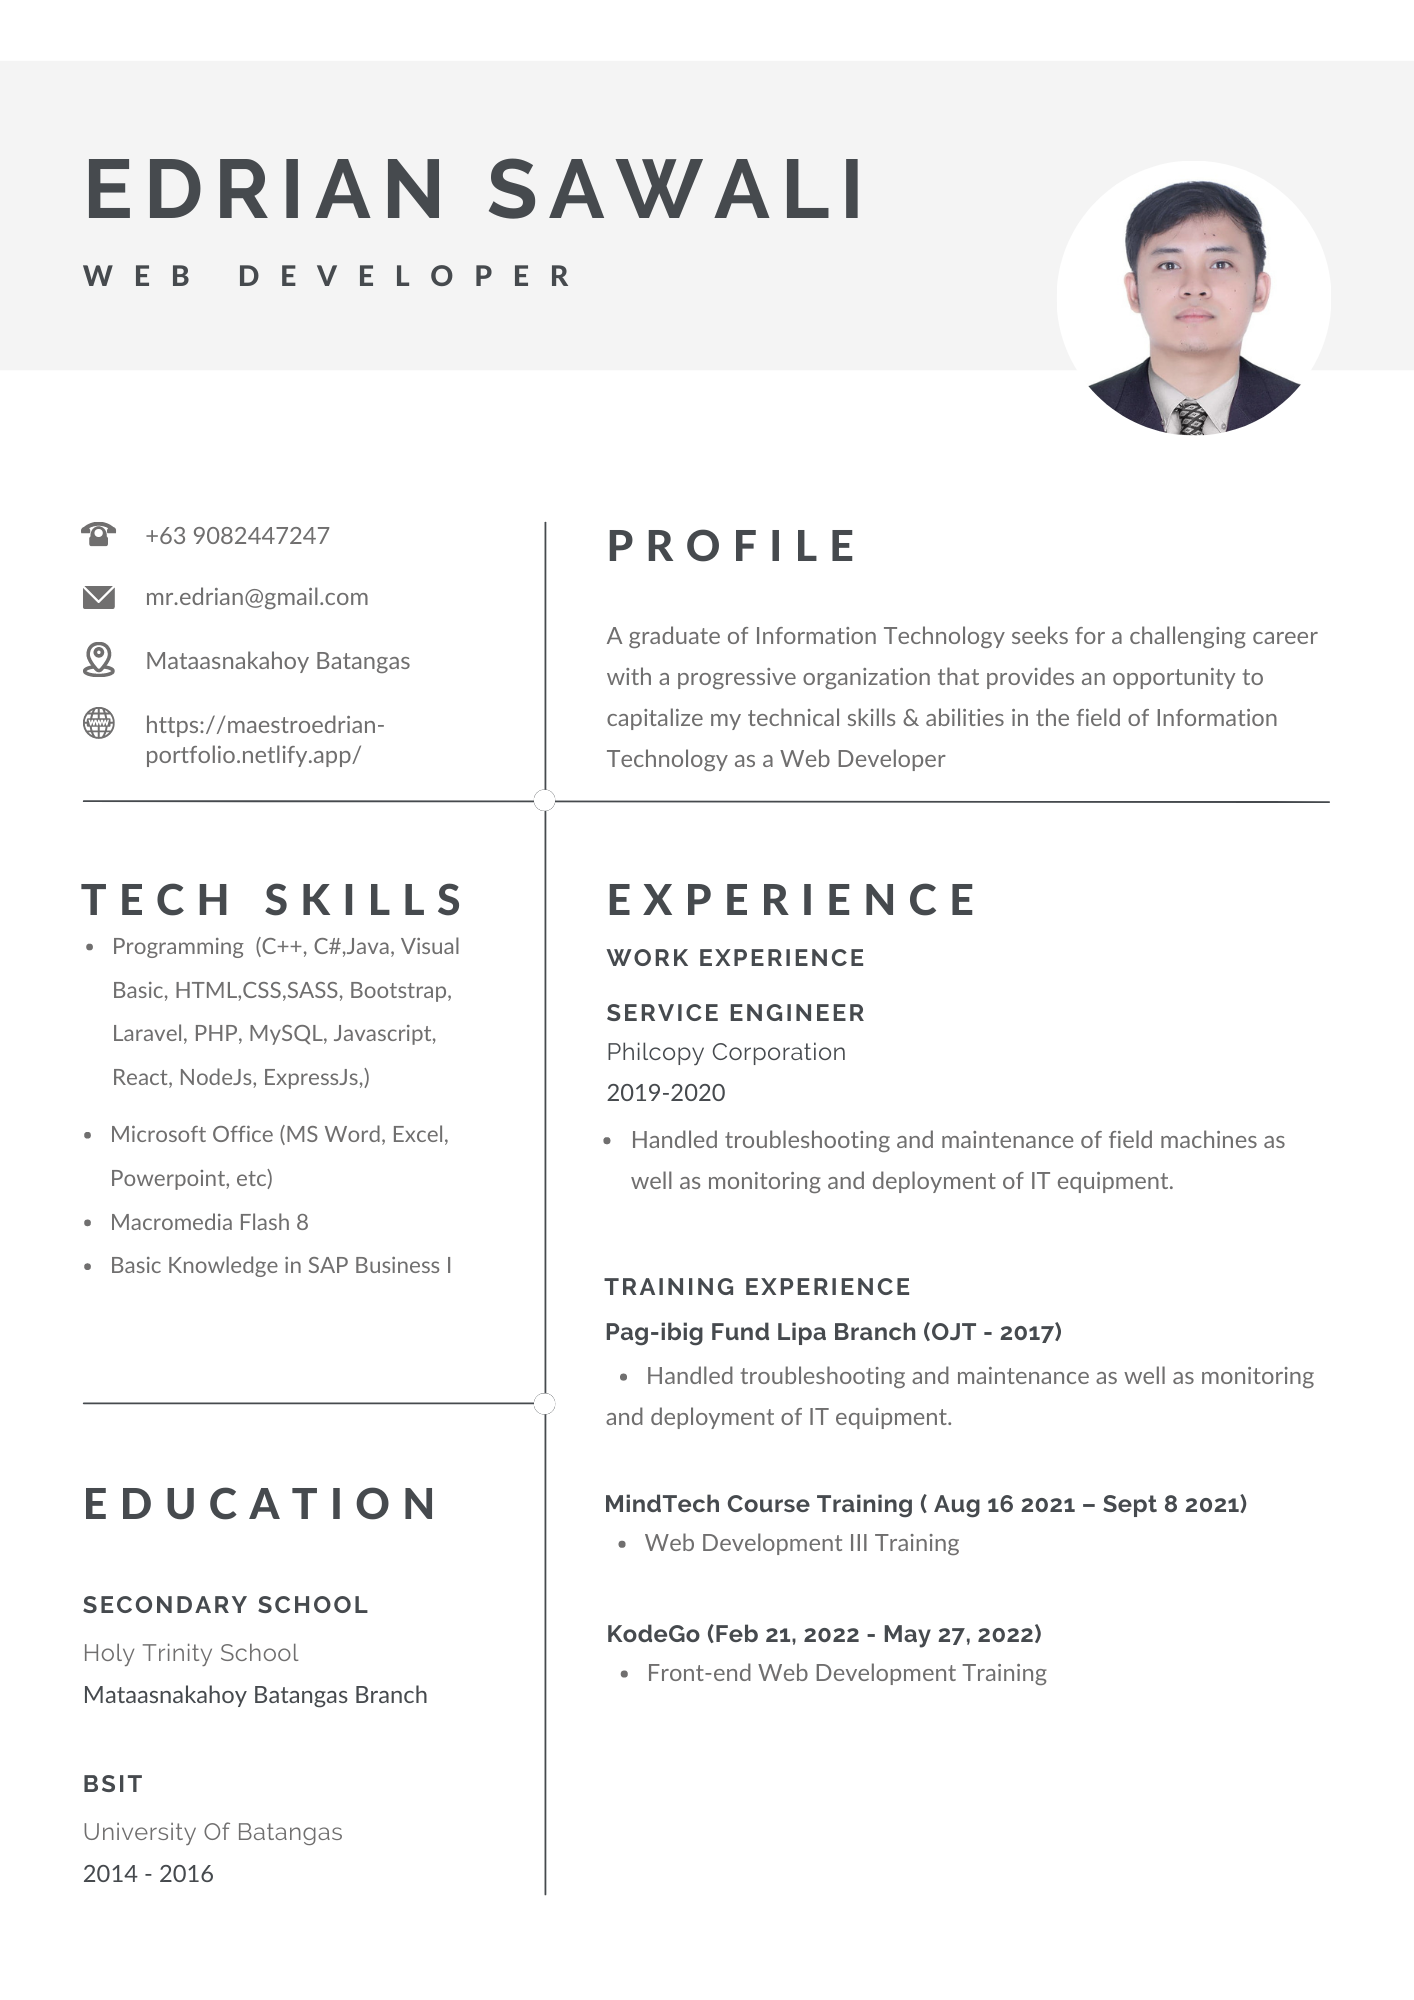 EDRIAN SAWALI
WEB DEVELOPER
+63 9082447247
mr.edrian@gmail.com
Mataasnakahoy Batangas
https://maestroedrian-
portfolio.netlify.app/
PROFILE
A graduate of Information Technology seeks for a challenging career
with a progressive organization that provides an opportunity to
capitalize my technical skills & abilities in the field of Information
Technology as a Web Developer
TECH SKILLS
• Programming  (C++, C#,Java, Visual
Basic, HTML,CSS,SASS, Bootstrap,
Laravel, PHP, MySQL, Javascript,
React, NodeJs, ExpressJs,)
• Microsoft Office (MS Word, Excel,
Powerpoint, etc)
• Macromedia Flash 8
• Basic Knowledge in SAP Business I
EDUCATION
SECONDARY SCHOOL
Holy Trinity School
Mataasnakahoy Batangas Branch
BSIT
University Of Batangas
2014 - 2016
EXPERIENCE
WORK EXPERIENCE
SERVICE ENGINEER
Philcopy Corporation
2019-2020
• Handled troubleshooting and maintenance of field machines as
well as monitoring and deployment of IT equipment.
TRAINING EXPERIENCE
Pag-ibig Fund Lipa Branch (OJT - 2017)
• Handled troubleshooting and maintenance as well as monitoring
and deployment of IT equipment.
MindTech Course Training ( Aug 16 2021 – Sept 8 2021)
• Web Development III Training
KodeGo (Feb 21, 2022 - May 27, 2022)
• Front-end Web Development Training